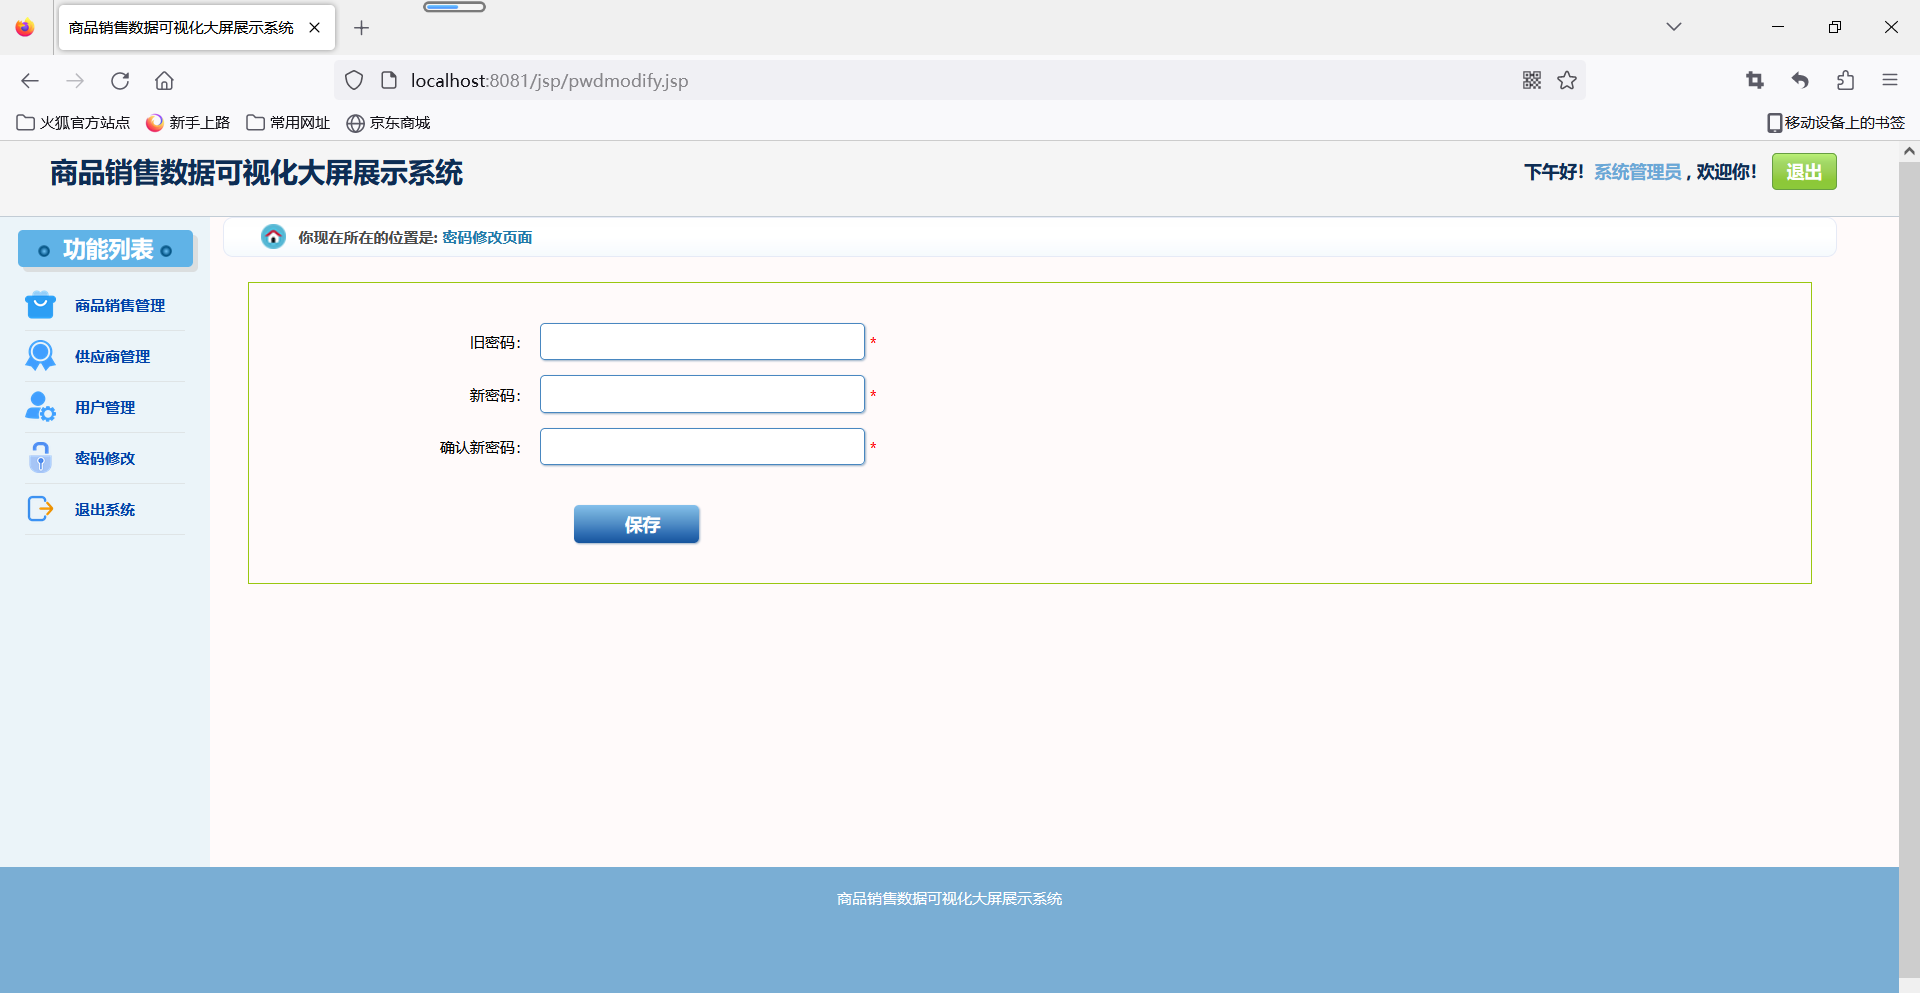 商品销售数据可视化大屏展示系统
localhost:8081/jsp/pwdmodify.jsp
火狐官方站点 新手上路 常用网址 京东商城 移动设备上的书签
商品销售数据可视化大屏展示系统
下午好！系统管理员，欢迎你！ 退出
功能列表
商品销售管理
供应商管理
用户管理
密码修改
退出系统
你现在所在的位置是: 密码修改页面
旧密码： *
新密码： *
确认新密码： *
保存
商品销售数据可视化大屏展示系统